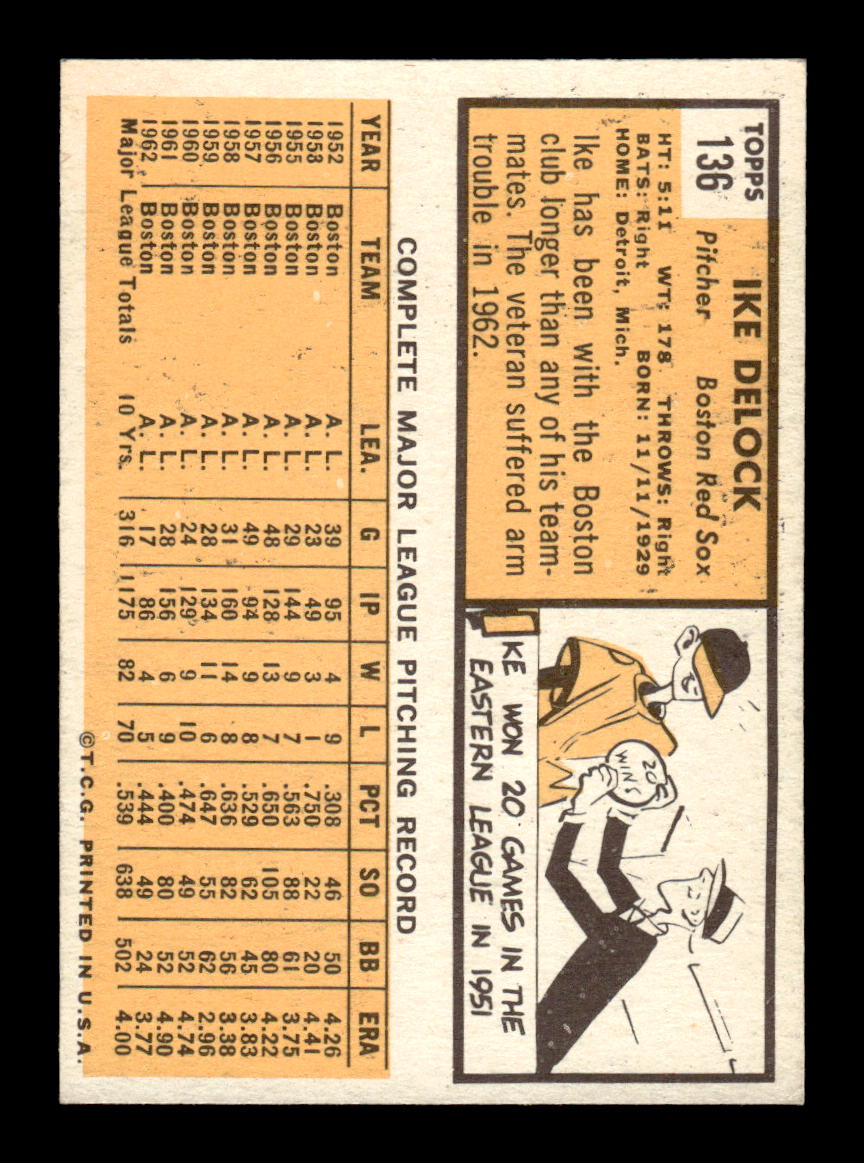 TOPPS
136
IKE DELOCK
Pitcher Boston Red Sox
HT: 5:11 WT: 178 THROWS: Right
BATS: Right BORN: 11/11/1929
HOME: Detroit, Mich.
Ike has been with the Boston
club longer than any of his team-
mates. The veteran suffered arm
trouble in 1962.
20
WINS
IKE WON 20 GAMES IN THE
EASTERN LEAGUE IN 1951
COMPLETE MAJOR LEAGUE PITCHING RECORD
YEAR TEAM LEA. G IP W L PCT SO BB ERA
1952 Boston A. L. 39 95 4 9 .308 46 50 4.26
1953 Boston A. L. 23 49 3 1 .750 22 20 4.41
1955 Boston A. L. 29 144 9 7 .563 88 61 3.75
1956 Boston A. L. 48 128 13 7 .650 105 80 4.22
1957 Boston A. L. 49 94 9 8 .529 62 45 3.83
1958 Boston A. L. 31 160 14 8 .636 82 56 3.38
1959 Boston A. L. 28 134 11 6 .647 55 62 2.96
1960 Boston A. L. 24 129 9 10 .474 49 52 4.74
1961 Boston A. L. 28 156 6 9 .400 80 52 4.90
1962 Boston A. L. 17 86 4 5 .444 49 24 3.77
Major League Totals 10 Yrs. 316 1175 82 70 .539 638 502 4.00
©T.C.G. PRINTED IN U.S.A.